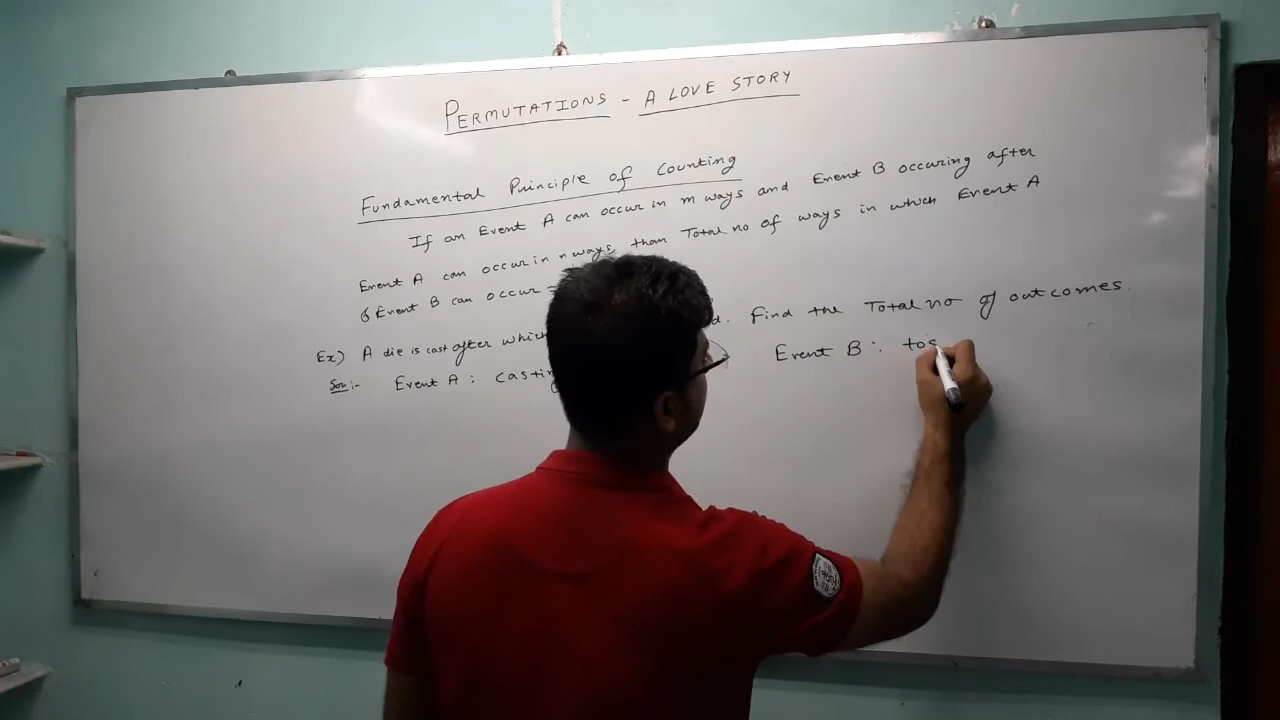 PERMUTATIONS - A LOVE STORY
Fundamental Principle of Counting
If an Event A can occur in m ways and Event B occuring after
Event A can occur in n ways, than Total no of ways in which Event A
& Event B can occur
Ex) A die is cast after which d. Find the Total no of outcomes.
Soln:- Event A : castin Event B : tos